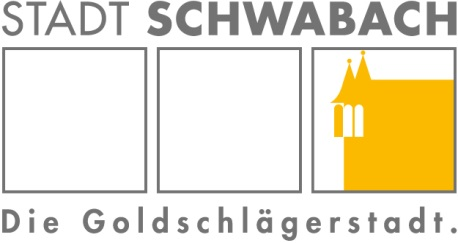 STADT SCHWABACH
Die Goldschlägerstadt.